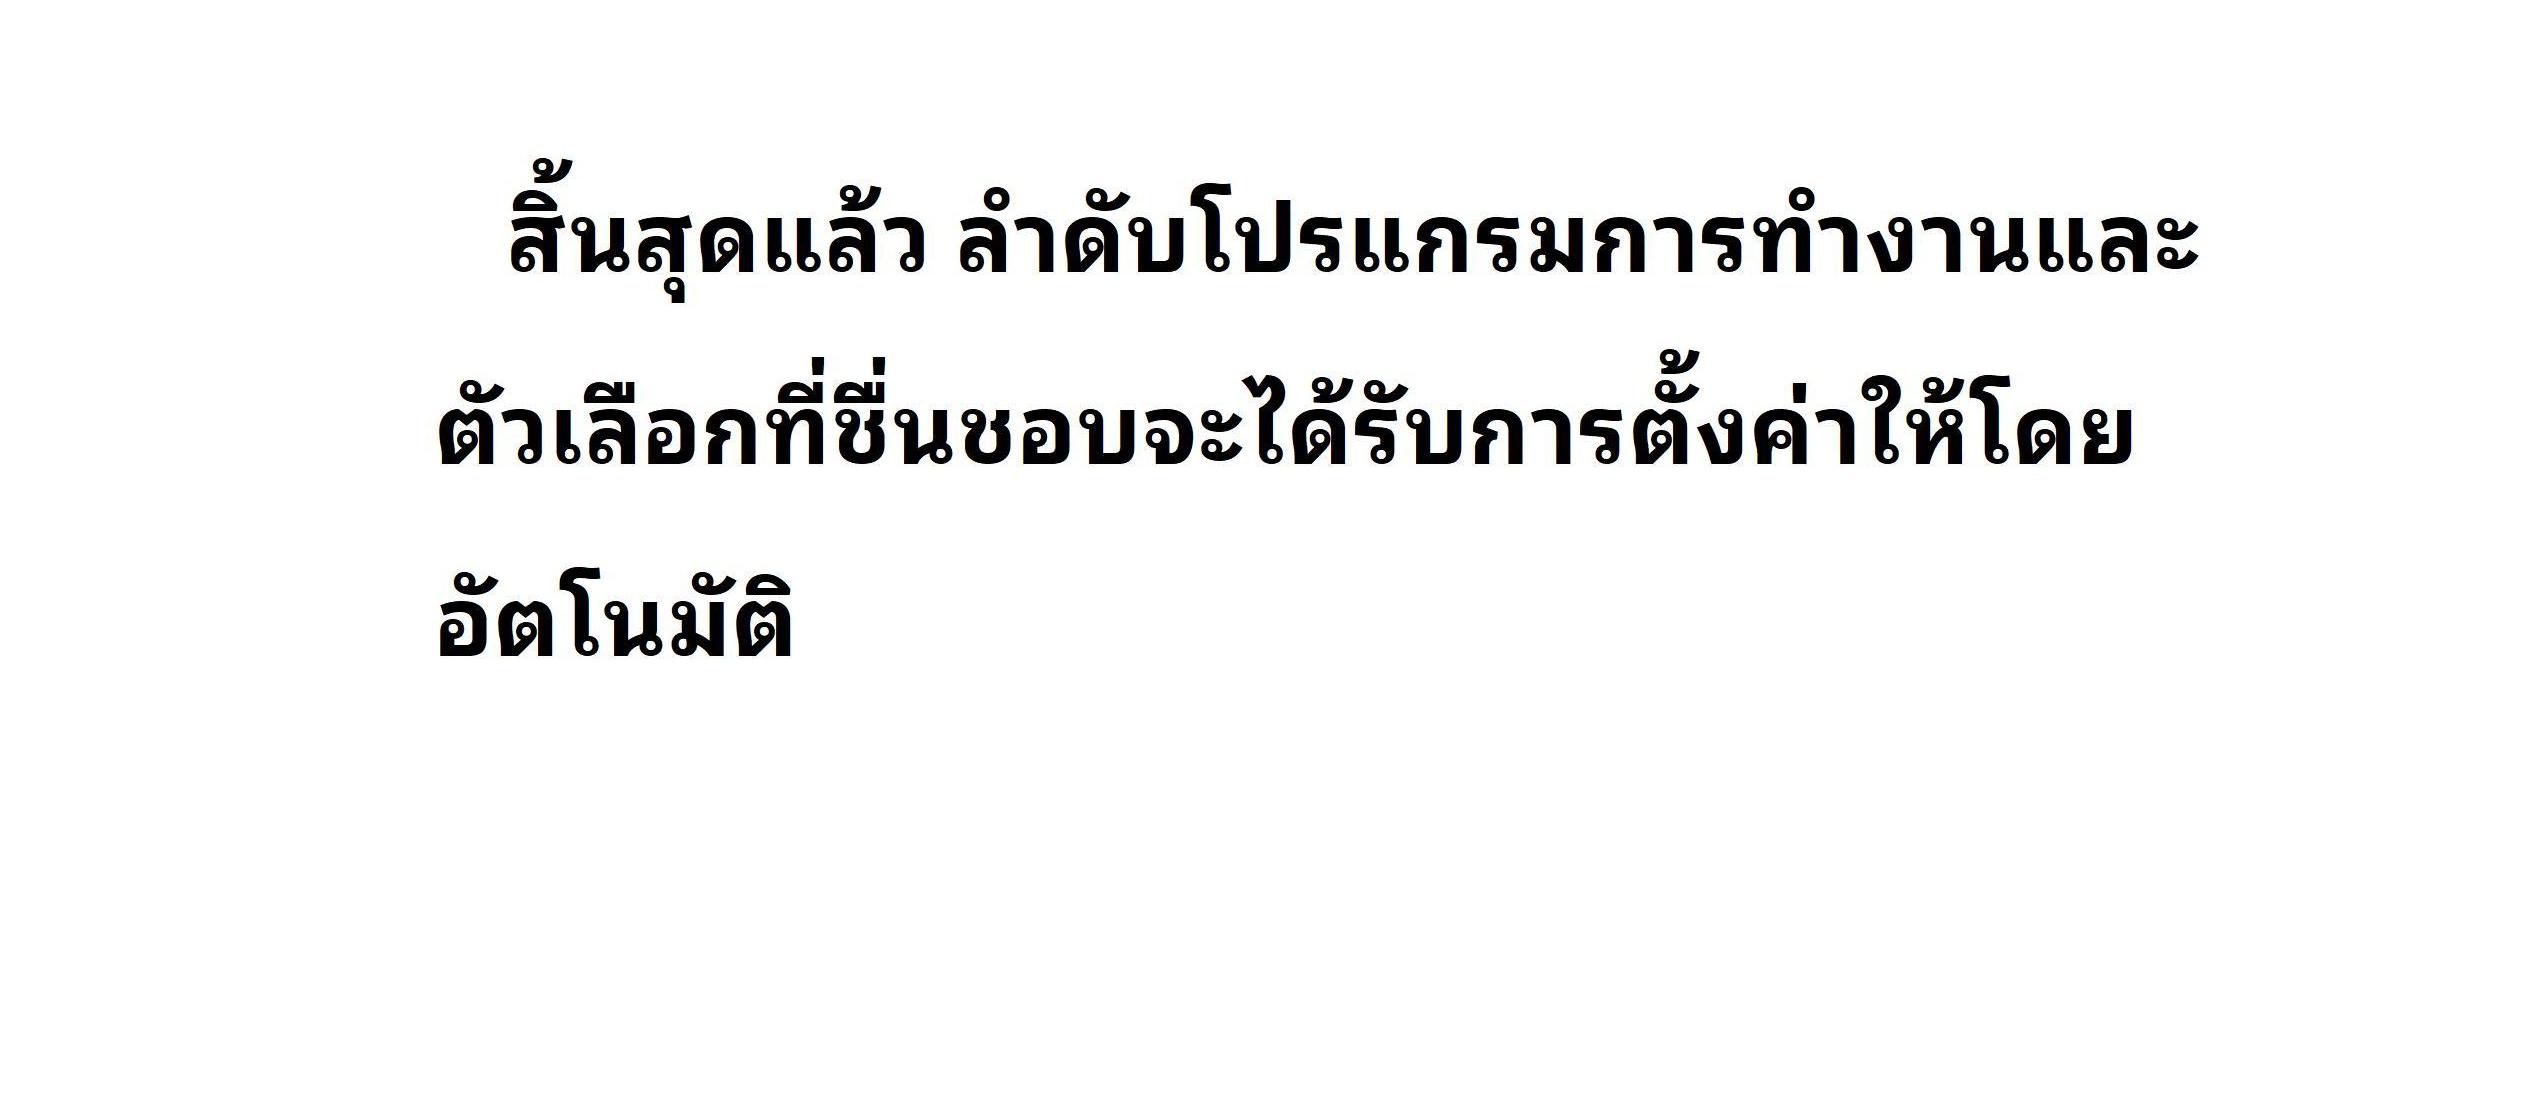 สิ้นสุดแล้ว ลำดับโปรแกรมการทำงานและ
ตัวเลือกที่ชื่นชอบจะได้รับการตั้งค่าให้โดย
อัตโนมัติ